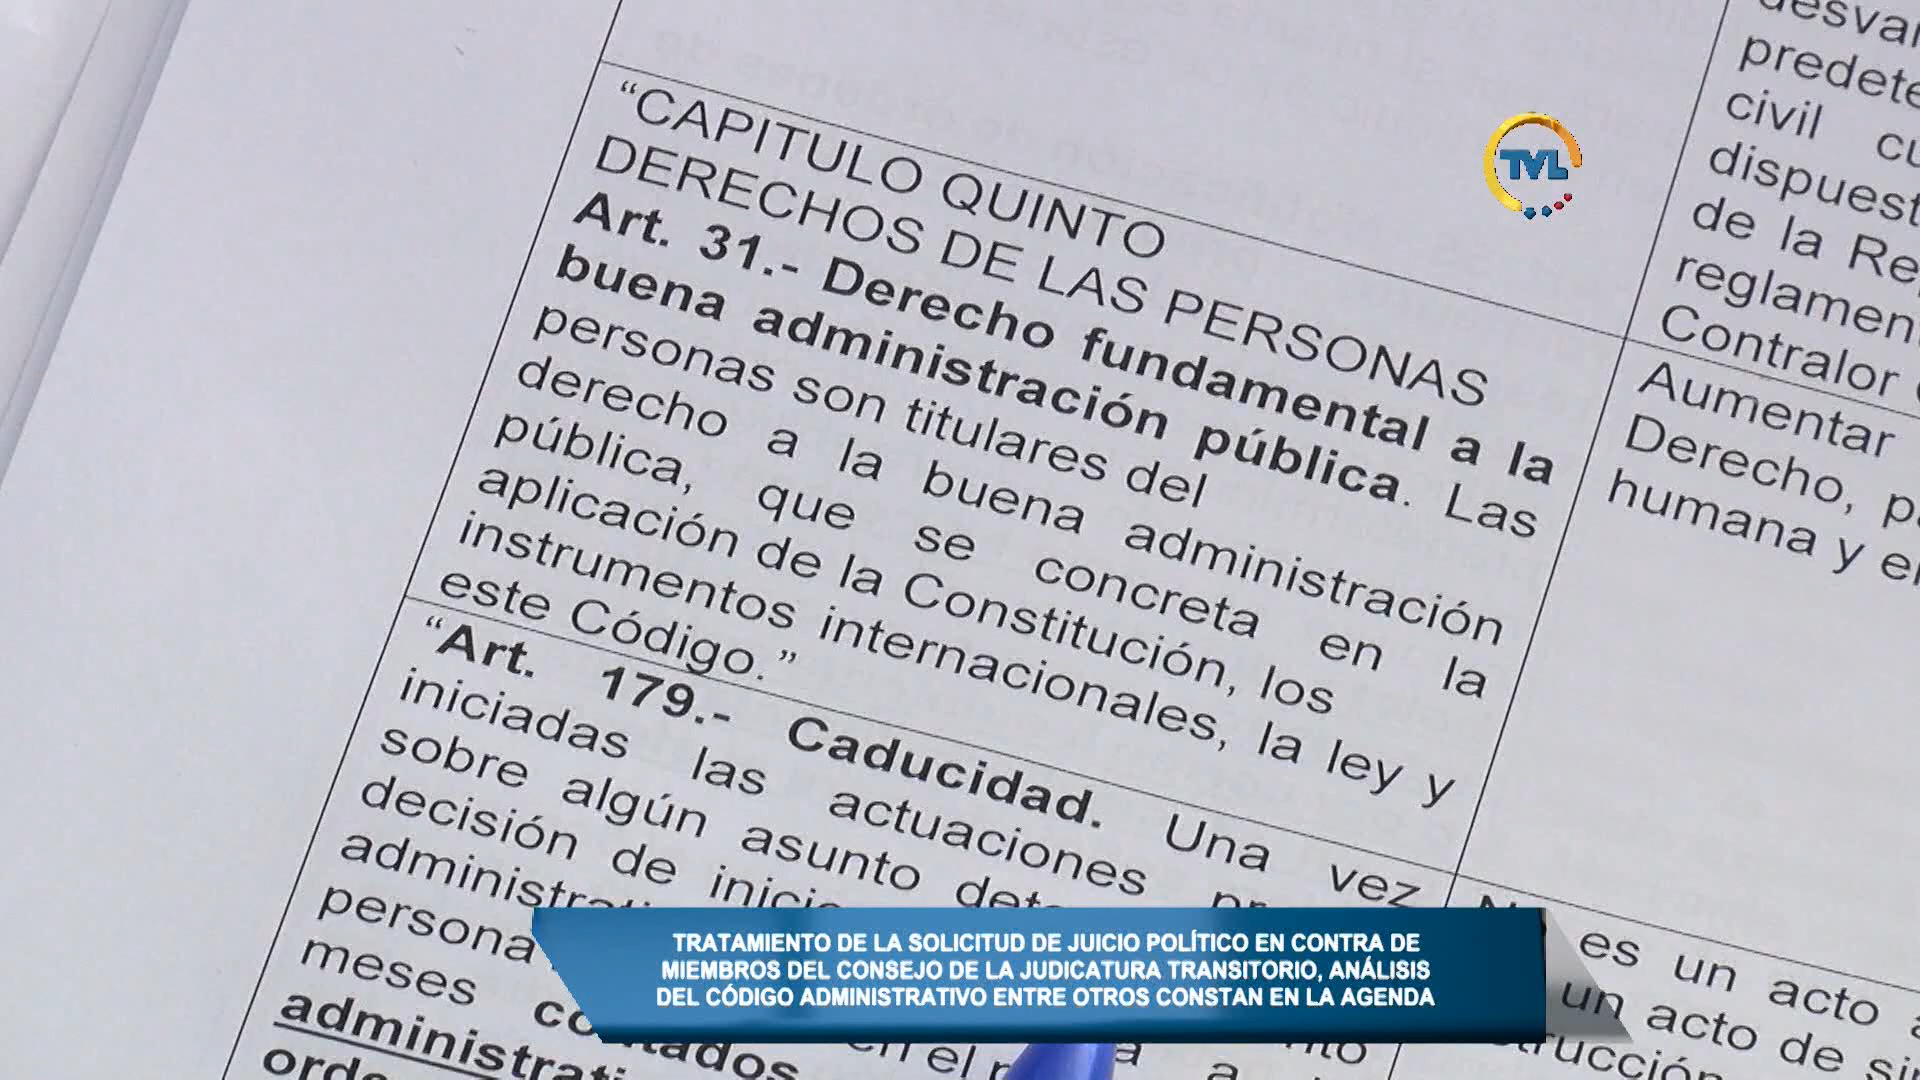 “CAPITULO QUINTO
DERECHOS DE LAS PERSONAS
Art. 31.- Derecho fundamental a la
buena administración pública. Las
personas son titulares del
derecho a la buena administración
pública, que se concreta en la
aplicación de la Constitución, los
instrumentos internacionales, la ley y
este Código.”
“Art. 179.- Caducidad. Una vez
iniciadas las actuaciones
sobre algún asunto
decisión de
persona
meses
civil
de la
Contralor
Aumentar
Derecho,
humana y
es un acto
un acto de
TVL
TRATAMIENTO DE LA SOLICITUD DE JUICIO POLÍTICO EN CONTRA DE
MIEMBROS DEL CONSEJO DE LA JUDICATURA TRANSITORIO, ANÁLISIS
DEL CÓDIGO ADMINISTRATIVO ENTRE OTROS CONSTAN EN LA AGENDA